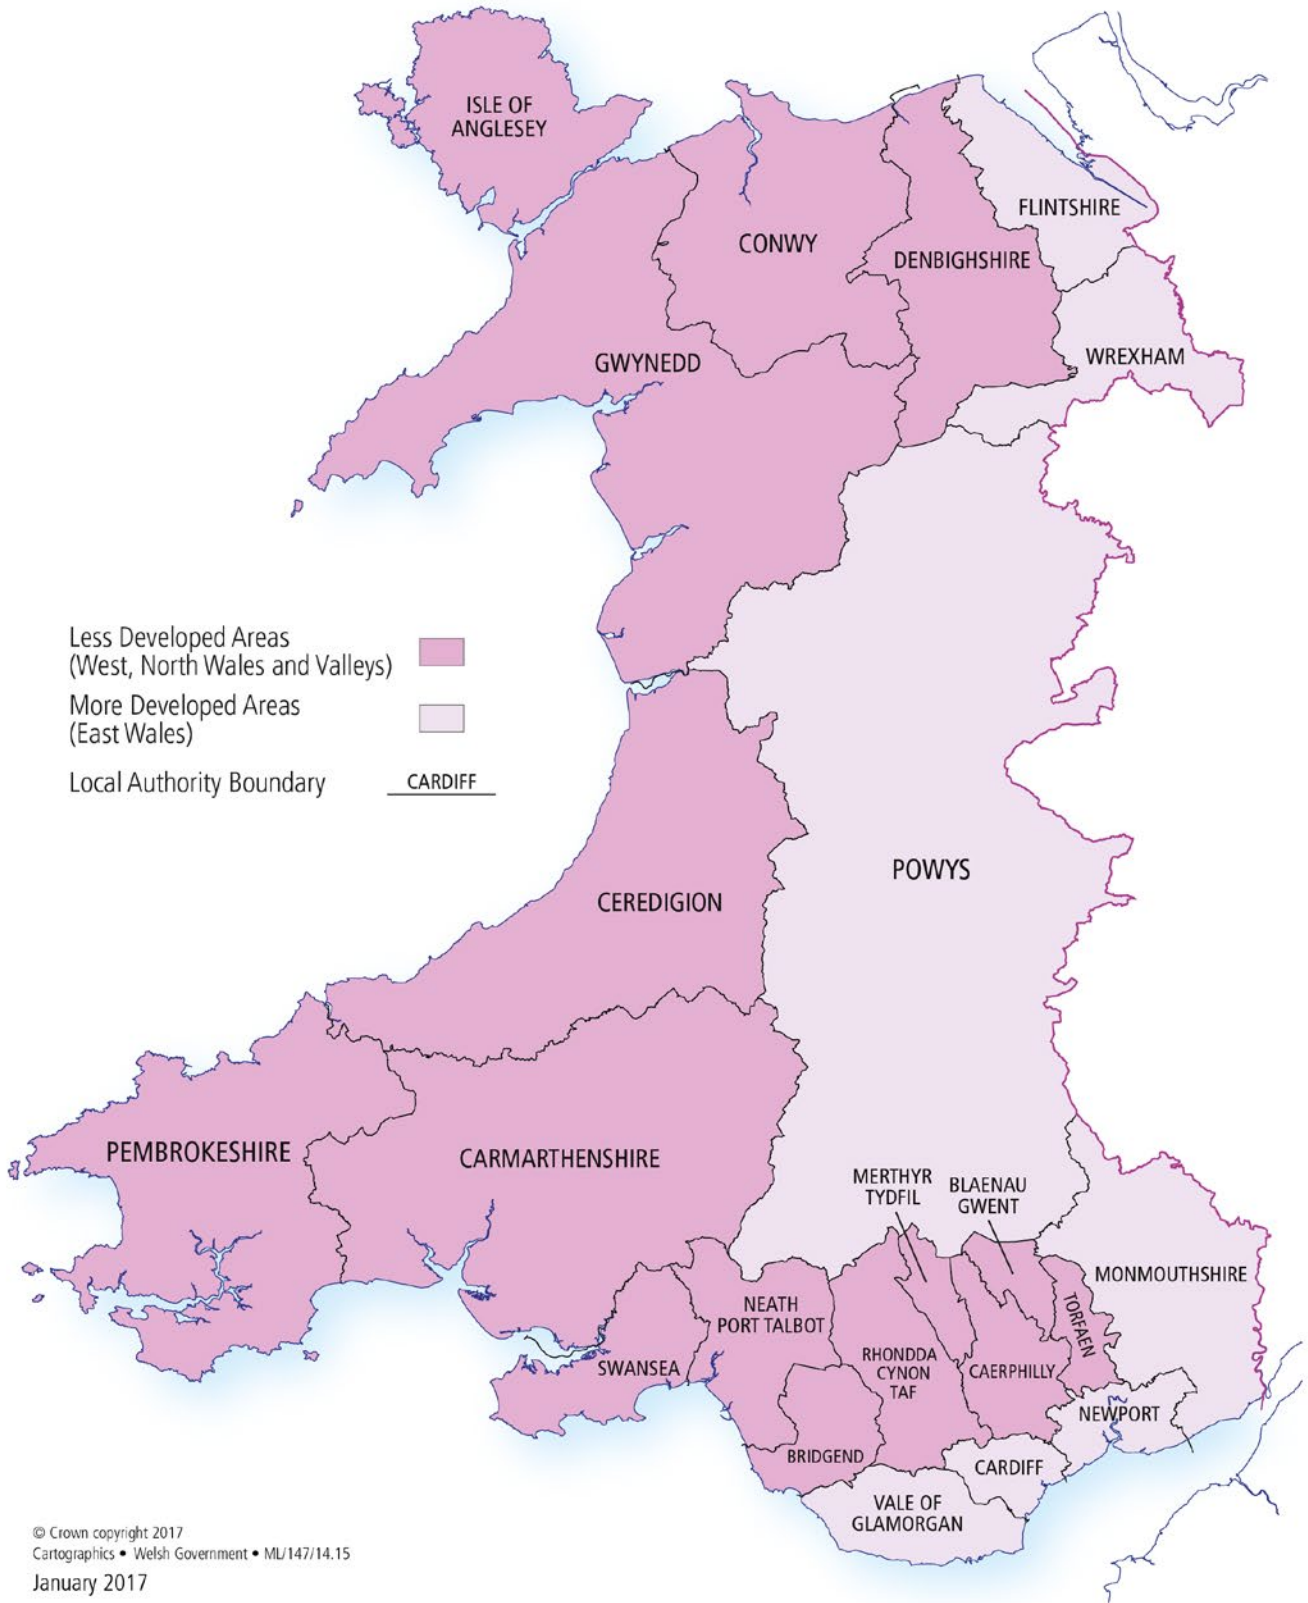 ISLE OF
ANGLESEY
FLINTSHIRE
CONWY
DENBIGHSHIRE
WREXHAM
GWYNEDD
Less Developed Areas
(West, North Wales and Valleys)
More Developed Areas
(East Wales)
Local Authority Boundary
CARDIFF
POWYS
CEREDIGION
PEMBROKESHIRE
CARMARTHENSHIRE
MERTHYR
TYDFIL
BLAENAU
GWENT
MONMOUTHSHIRE
NEATH
PORT TALBOT
TORFAEN
SWANSEA
RHONDDA
CYNON
TAF
CAERPHILLY
NEWPORT
BRIDGEND
CARDIFF
VALE OF
GLAMORGAN
© Crown copyright 2017
Cartographics • Welsh Government • ML/147/14.15
January 2017